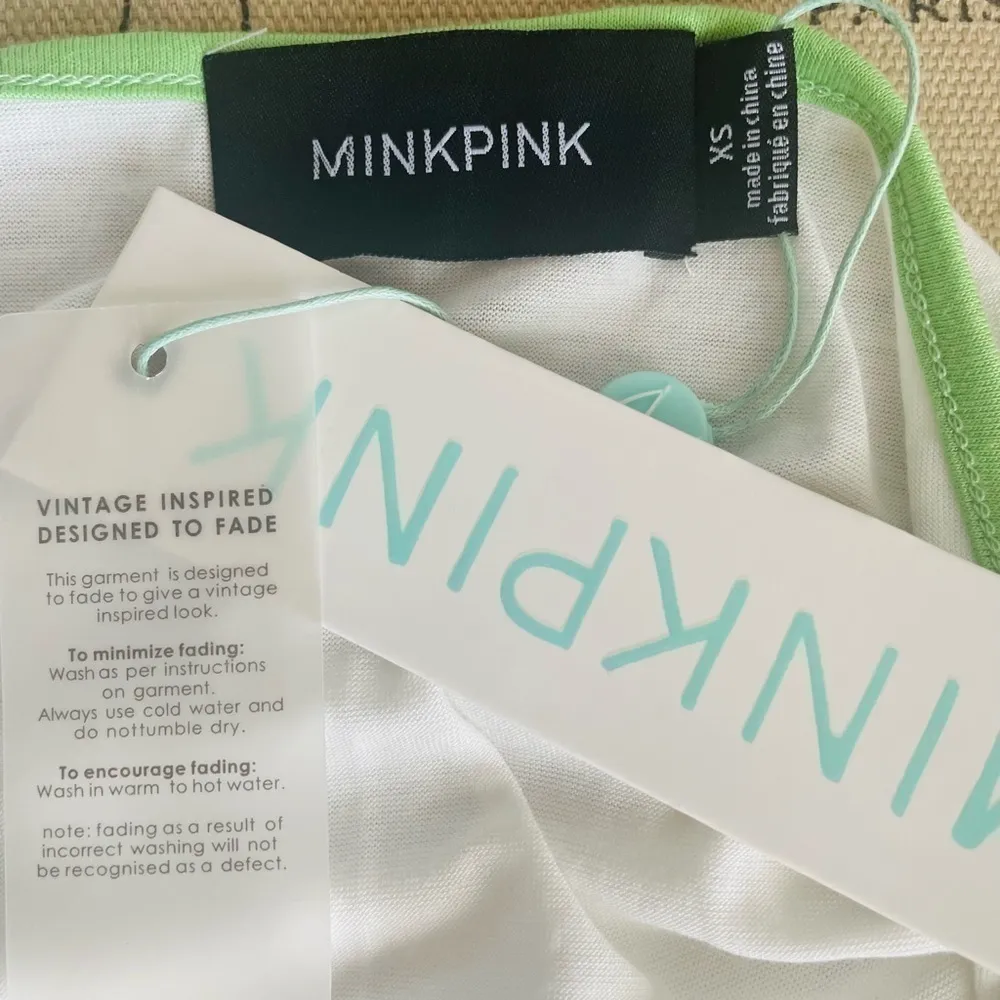 PARIS
MINKPINK
XS
made in china
fabriqué en chine
MINKPINK
VINTAGE INSPIRED
DESIGNED TO FADE
This garment is designed
to fade to give a vintage
inspired look.
To minimize fading:
Wash as per instructions
on garment.
Always use cold water and
do nottumble dry.
To encourage fading:
Wash in warm to hot water.
note: fading as a result of
incorrect washing will not
be recognised as a defect.